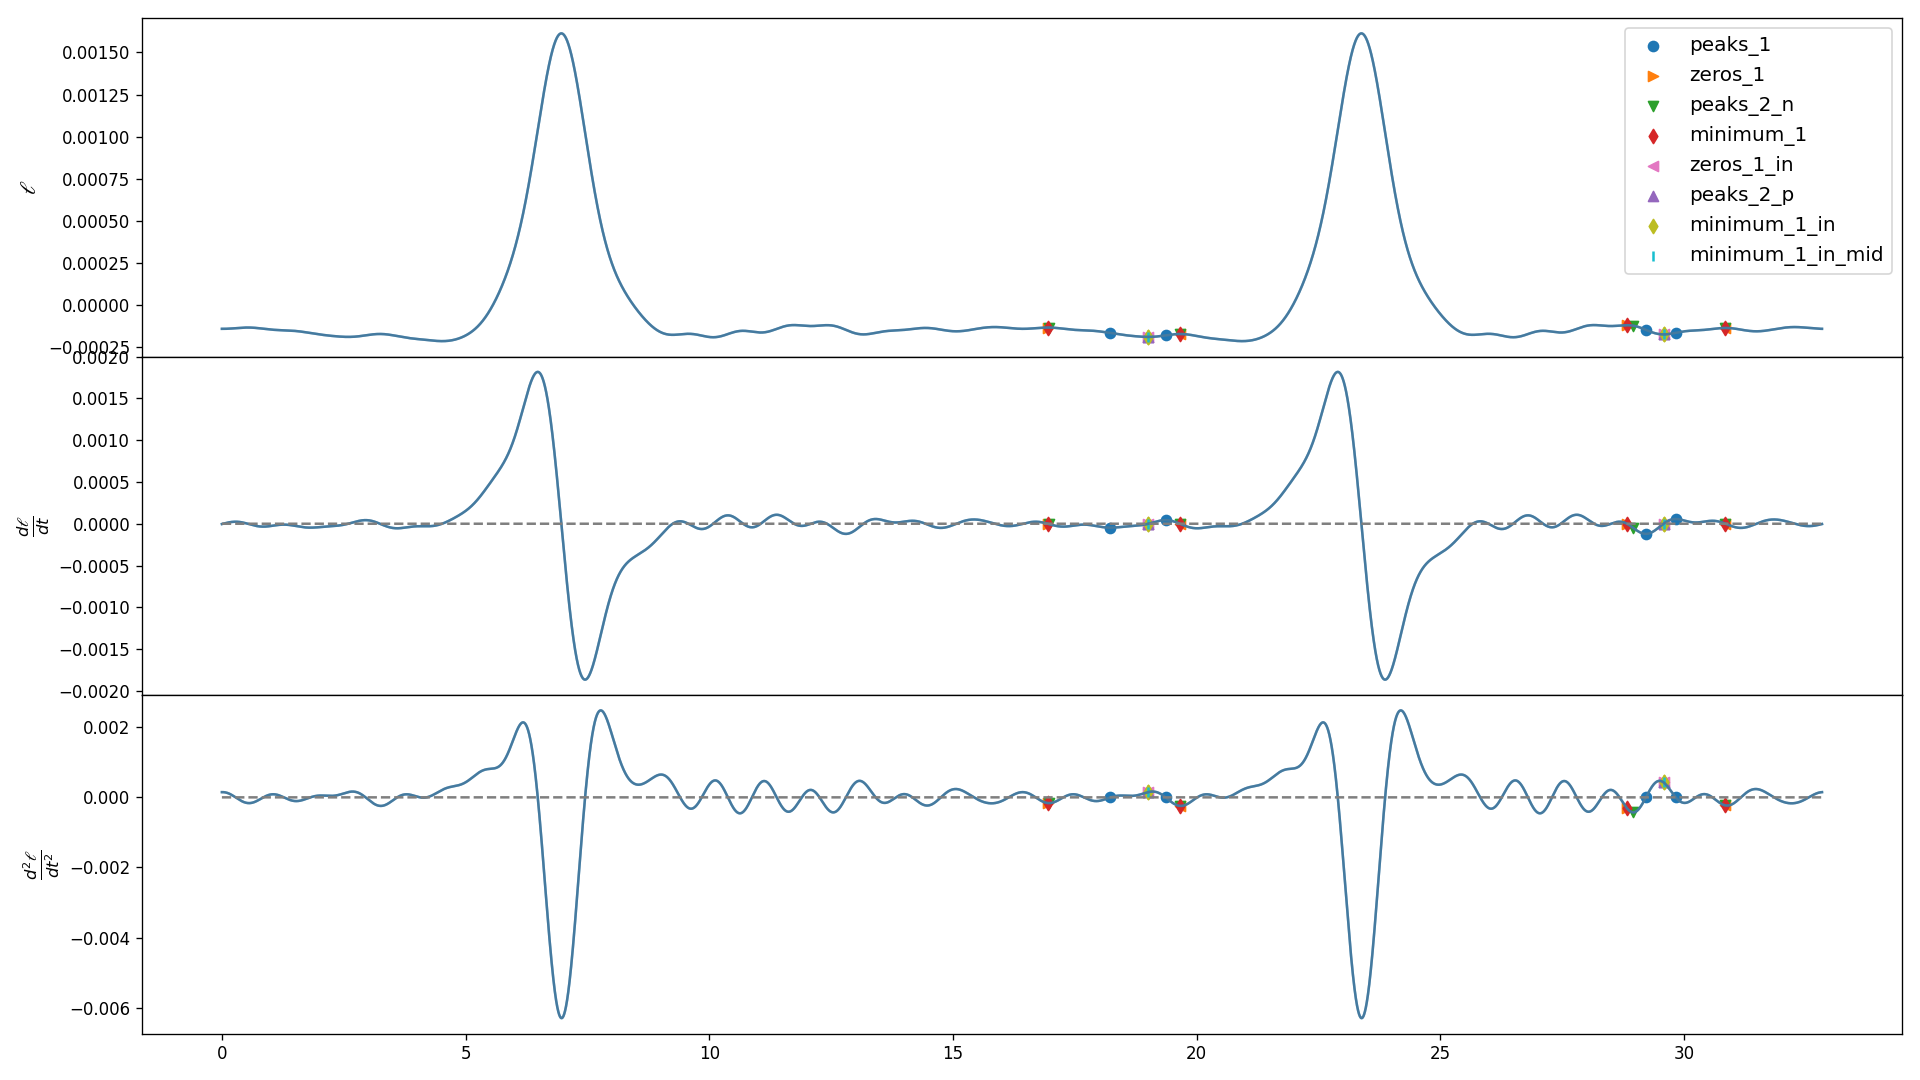 0.00150
0.00125
0.00100
0.00075
0.00050
0.00025
0.00000
−0.00025
ℓ
peaks_1
zeros_1
peaks_2_n
minimum_1
zeros_1_in
peaks_2_p
minimum_1_in
minimum_1_in_mid
0.0020
0.0015
0.0010
0.0005
0.0000
−0.0005
−0.0010
−0.0015
−0.0020
dℓ
dt
0.002
0.000
−0.002
−0.004
−0.006
d²ℓ
dt²
0 5 10 15 20 25 30